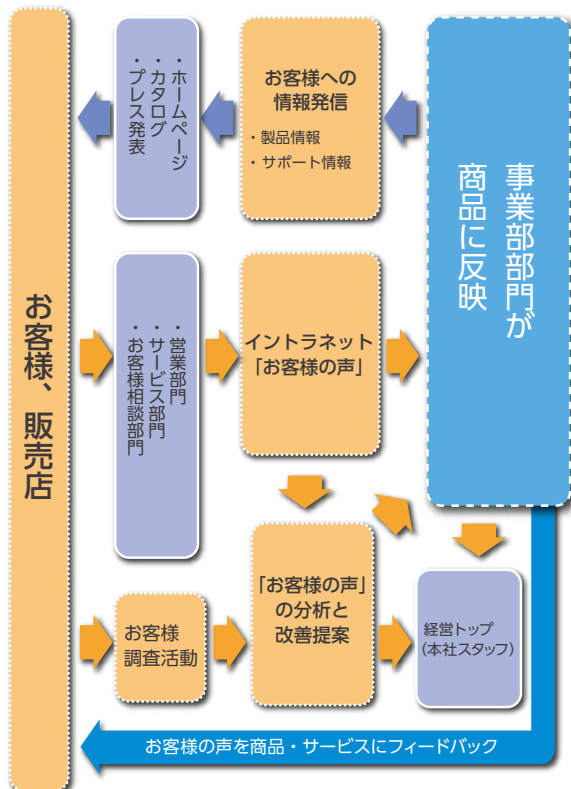 お客様、販売店
・ホームページ
・カタログ
・プレス発表
お客様への
情報発信
・製品情報
・サポート情報
事業部部門が
商品に反映
・営業部門
・サービス部門
・お客様相談部門
イントラネット
「お客様の声」
お客様
調査活動
「お客様の声」
の分析と
改善提案
経営トップ
(本社スタッフ)
お客様の声を商品・サービスにフィードバック